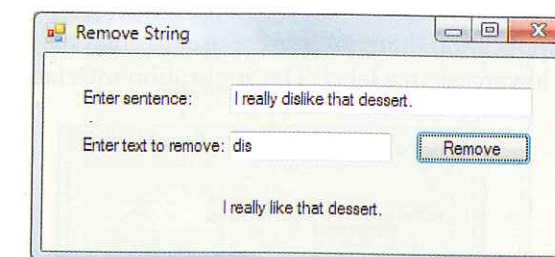 Remove String
Enter sentence: I really dislike that dessert.
Enter text to remove: dis Remove
I really like that dessert.